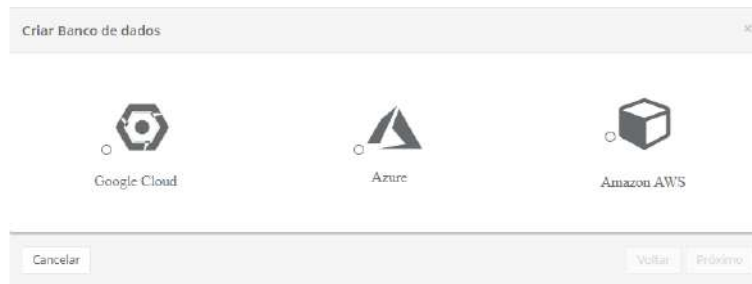 Criar Banco de dados
Google Cloud
Azure
Amazon AWS
Cancelar
Voltar
Próximo